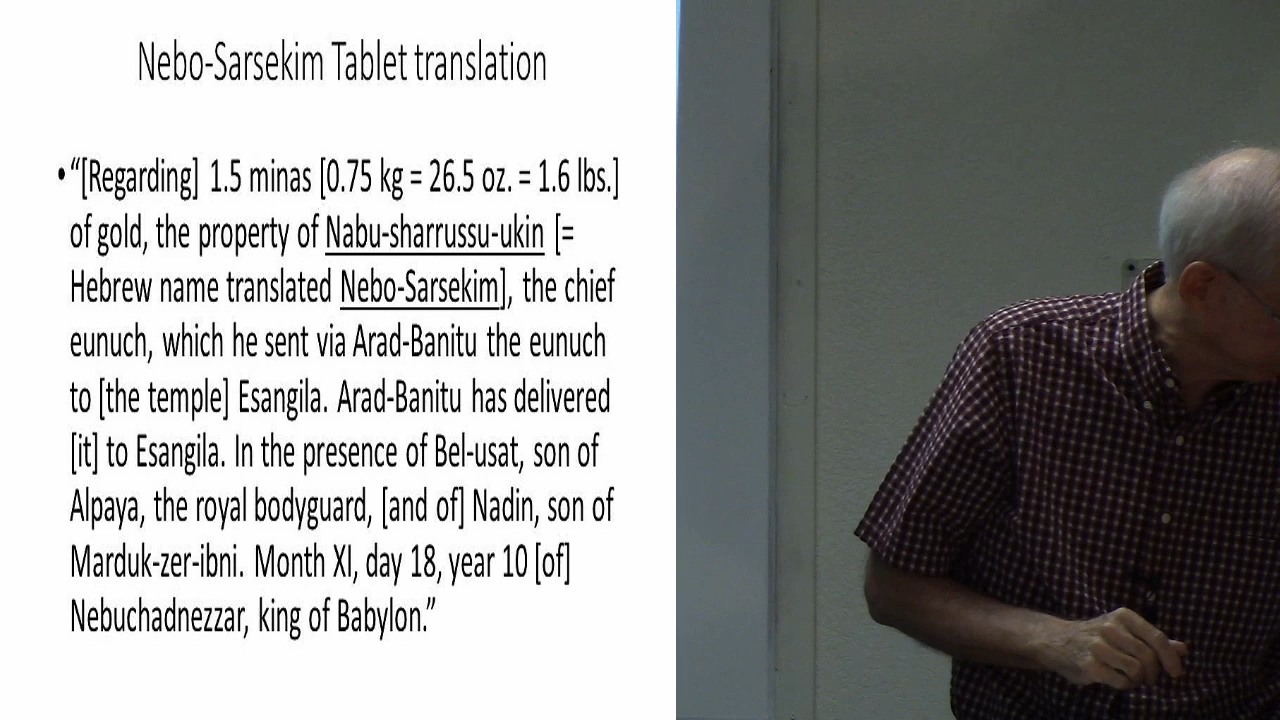 Nebo-Sarsekim Tablet translation
• “[Regarding] 1.5 minas [0.75 kg = 26.5 oz. = 1.6 lbs.]
of gold, the property of Nabu-sharrussu-ukin [=
Hebrew name translated Nebo-Sarsekim], the chief
eunuch, which he sent via Arad-Banitu the eunuch
to [the temple] Esangila. Arad-Banitu has delivered
[it] to Esangila. In the presence of Bel-usat, son of
Alpaya, the royal bodyguard, [and of] Nadin, son of
Marduk-zer-ibni. Month XI, day 18, year 10 [of]
Nebuchadnezzar, king of Babylon.”